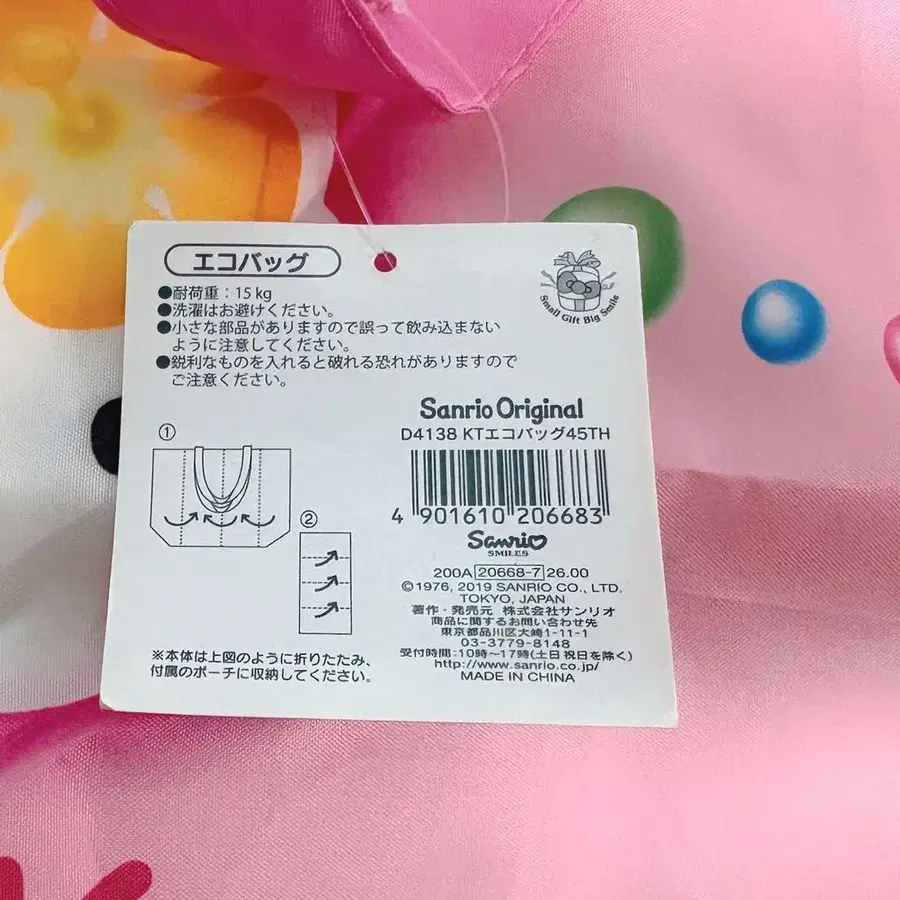 エコバッグ
●耐荷重：15kg
●洗濯はお避けください。
●小さな部品がありますので誤って飲み込まない
ように注意してください。
●鋭利なものを入れると破れる恐れがありますので
ご注意ください。
Small Gift Big Smile
Sanrio Original
D4138 KTエコバッグ45TH
4 901610 206683
Sanrio
SMILES
200A 20668-7 26.00
©1976, 2019 SANRIO CO., LTD.
TOKYO, JAPAN
著作・発売元 株式会社サンリオ
商品に関するお問い合わせ先
東京都品川区大崎1-11-1
03-3779-8148
受付時間：10時～17時(土日祝日を除く)
http://www.sanrio.co.jp/
MADE IN CHINA
①
②
※本体は上図のように折りたたみ、
付属のポーチに収納してください。